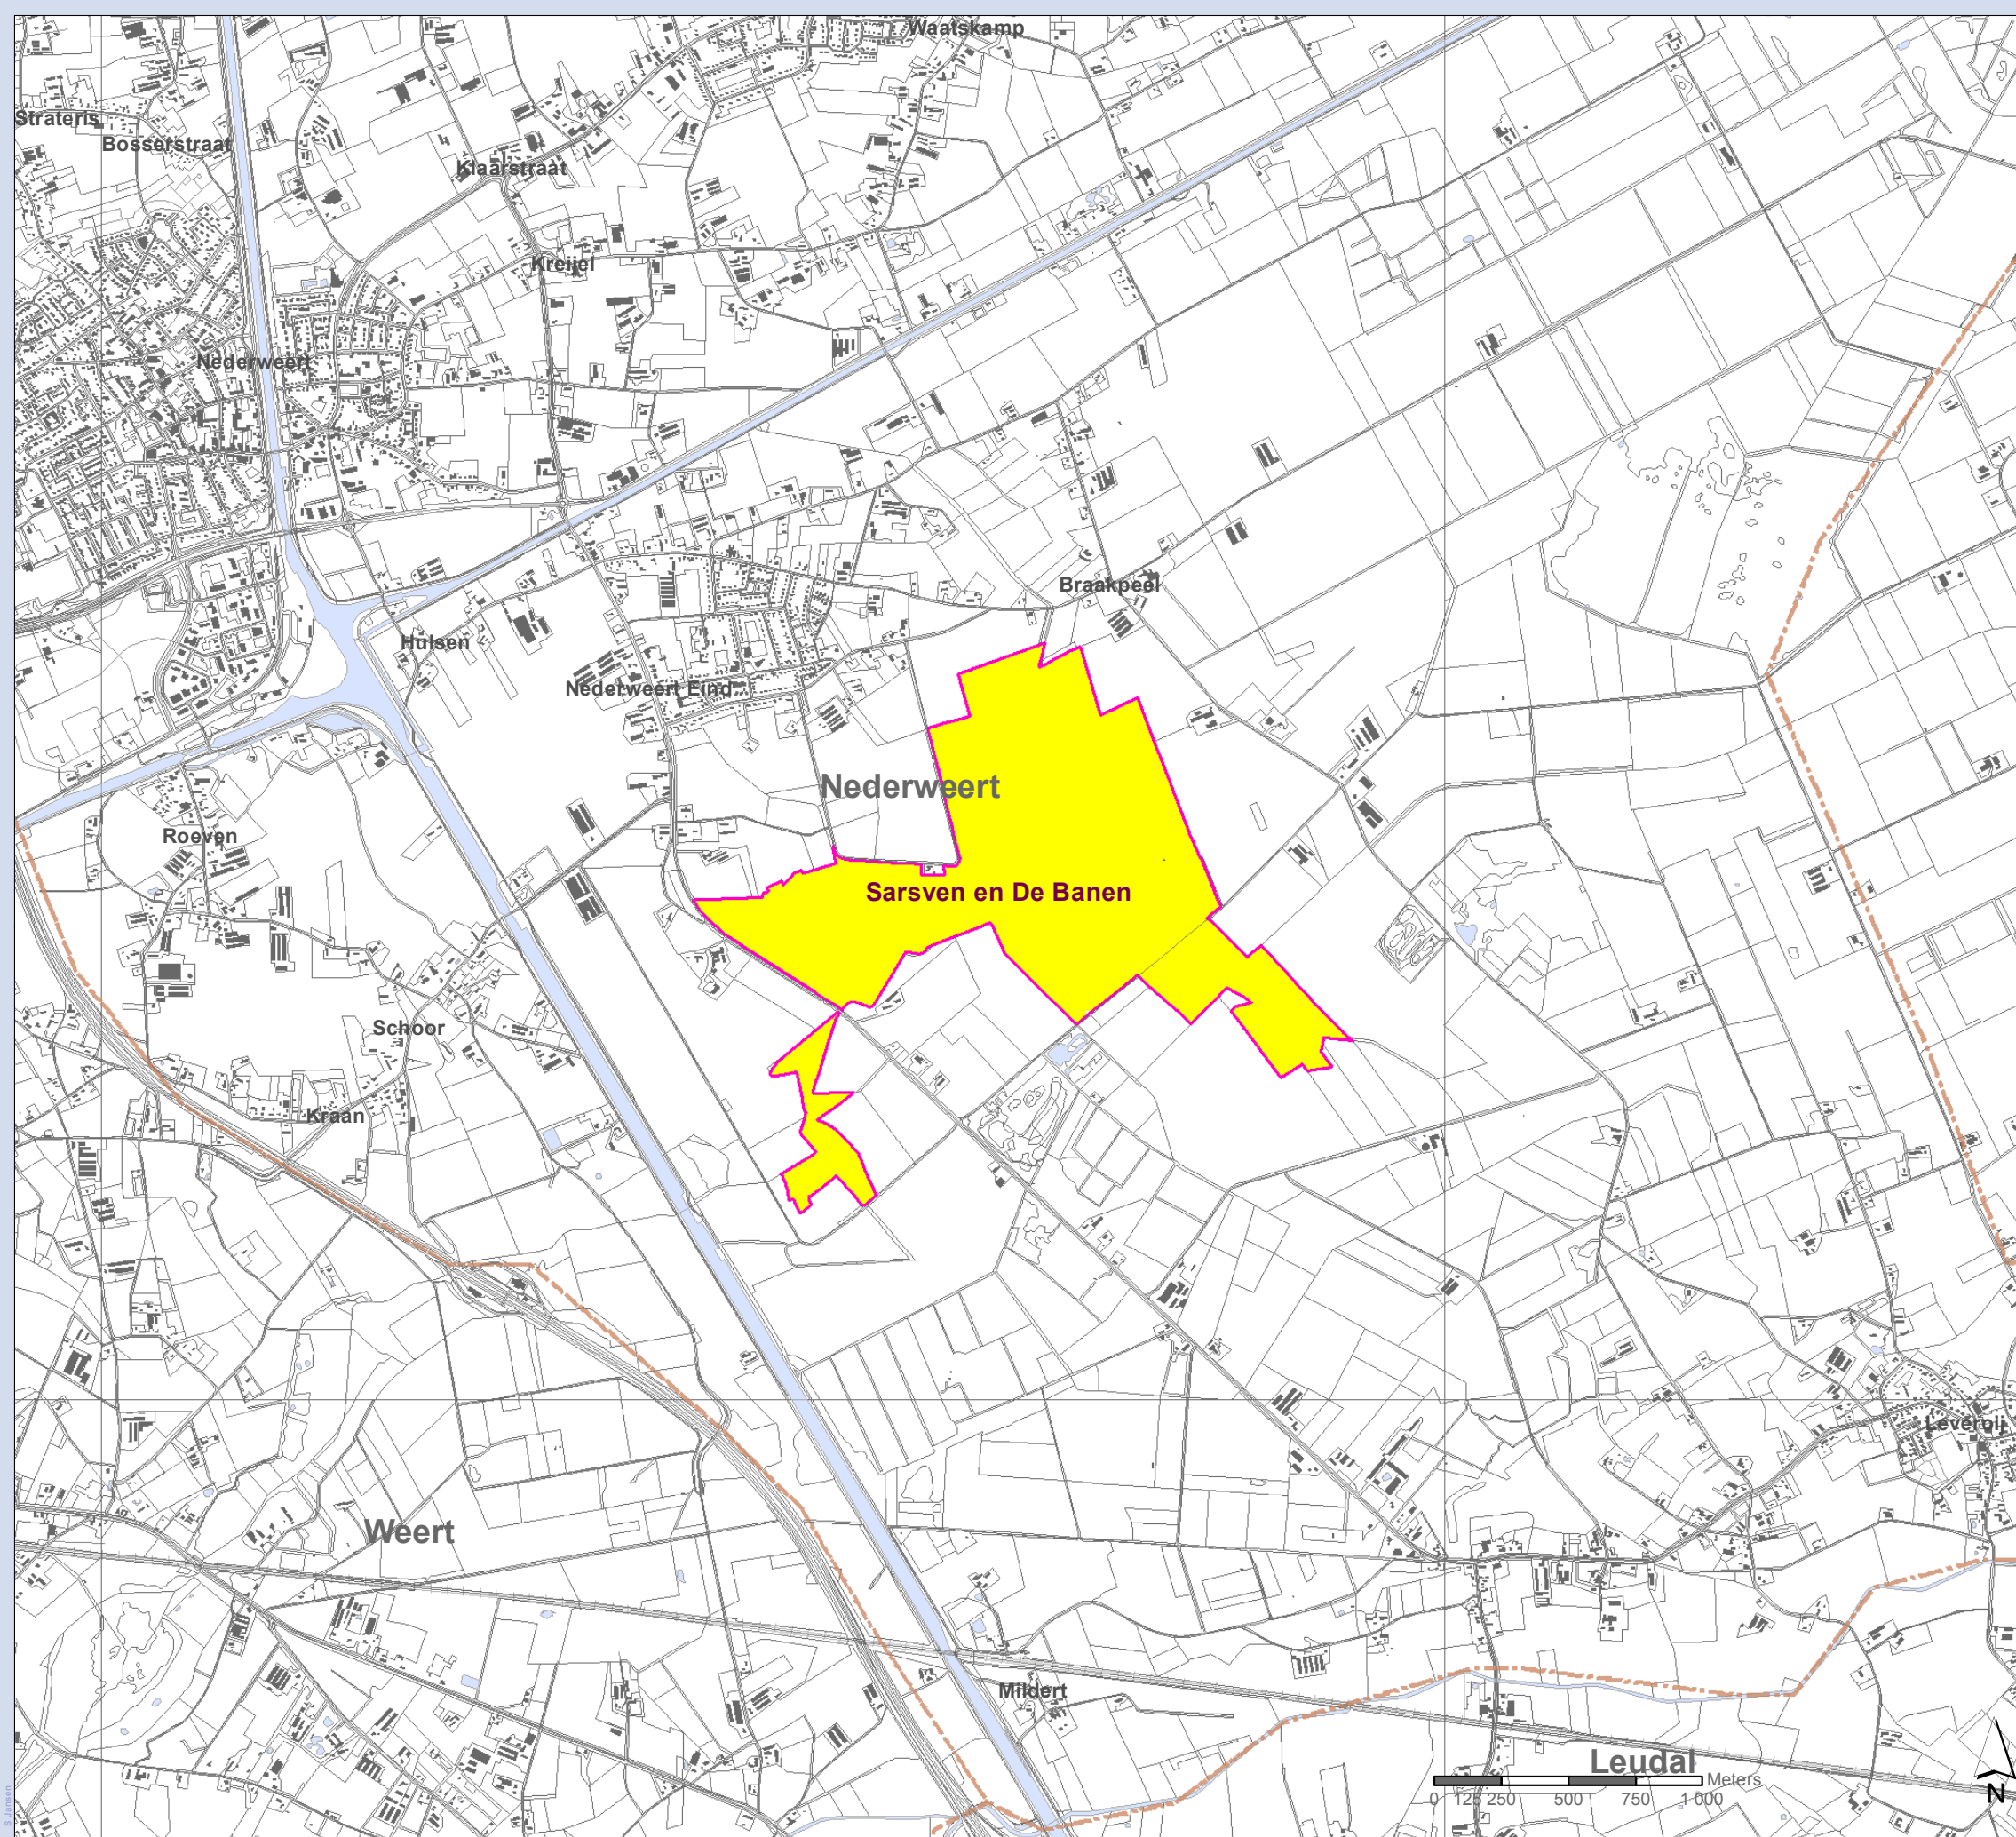 Waatskamp
Strateris
Bosserstraat
Klaarstraat
Kreijel
Nederweert
Braakpeel
Hulsen
Nederweert Eind
Nederweert
Roeven
Sarsven en De Banen
Schoor
Kraan
Leveroij
Weert
Mildert
Leudal
Meters
0 125 250 500 750 1 000
N
S Jansen